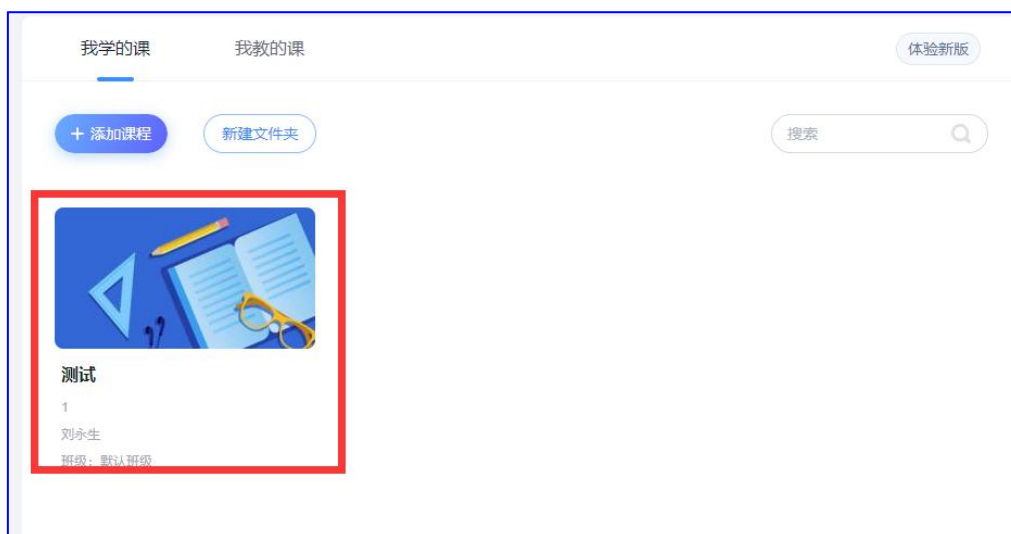 我学的课 我教的课 体验新版
+ 添加课程 新建文件夹 搜索
测试
1
刘永生
班级：默认班级